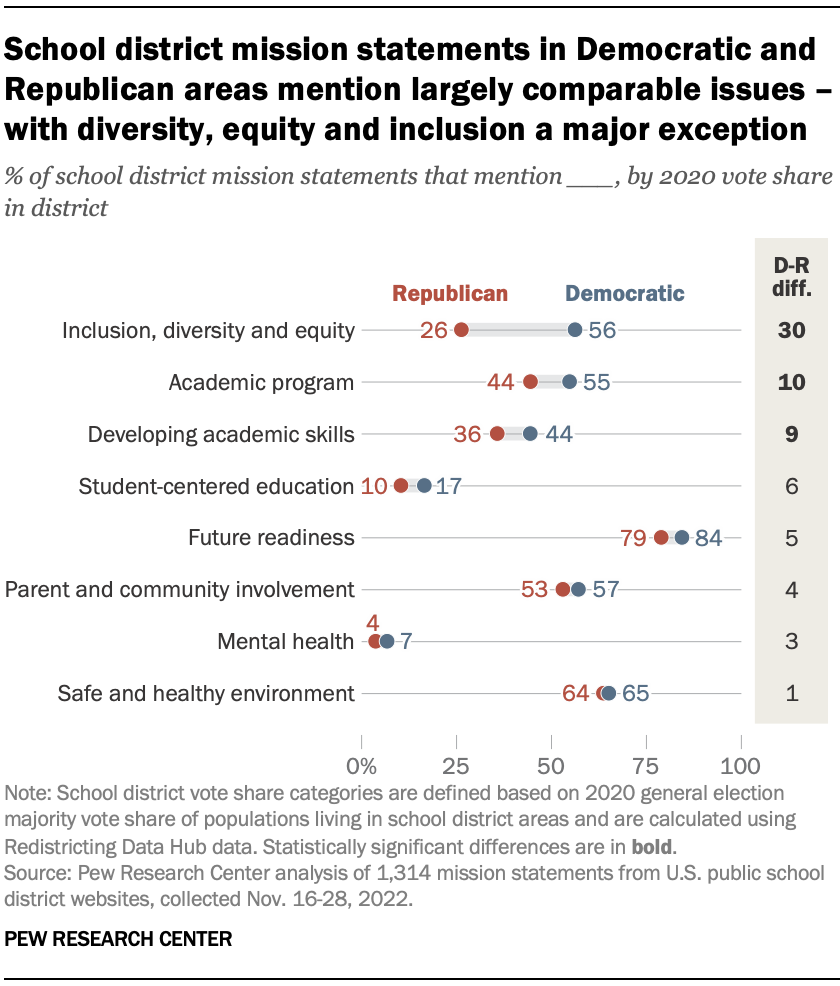 School district mission statements in Democratic and
Republican areas mention largely comparable issues –
with diversity, equity and inclusion a major exception
% of school district mission statements that mention ___, by 2020 vote share
in district
D-R
diff.
Republican Democratic
Inclusion, diversity and equity 26 56 30
Academic program 44 55 10
Developing academic skills 36 44 9
Student-centered education 10 17 6
Future readiness 79 84 5
Parent and community involvement 53 57 4
Mental health 4 7 3
Safe and healthy environment 64 65 1
0% 25 50 75 100
Note: School district vote share categories are defined based on 2020 general election
majority vote share of populations living in school district areas and are calculated using
Redistricting Data Hub data. Statistically significant differences are in bold.
Source: Pew Research Center analysis of 1,314 mission statements from U.S. public school
district websites, collected Nov. 16-28, 2022.
PEW RESEARCH CENTER